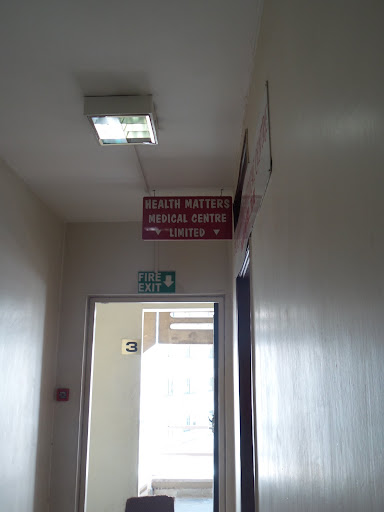 HEALTH MATTERS
MEDICAL CENTRE
LIMITED
FIRE
EXIT
3